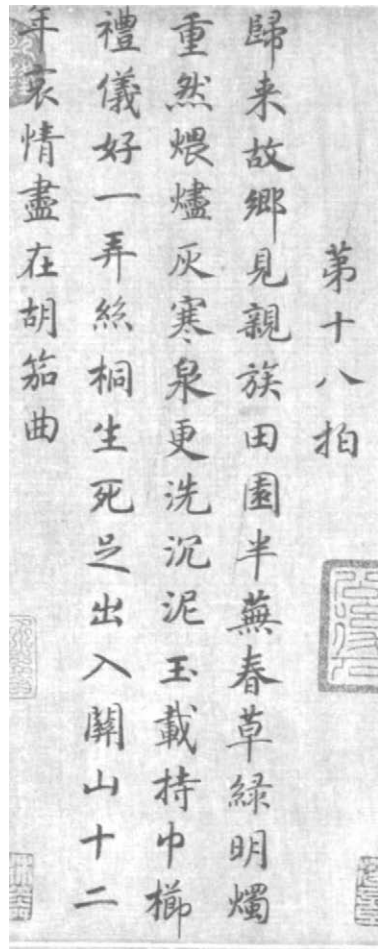 苐十八拍
歸来故鄉見親族田園半蕪春草緑明燭
重然煨燼灰寒泉更洗沉泥玉載持巾櫛
禮儀好一弄絲桐生死足出入關山十二
年哀情盡在胡笳曲